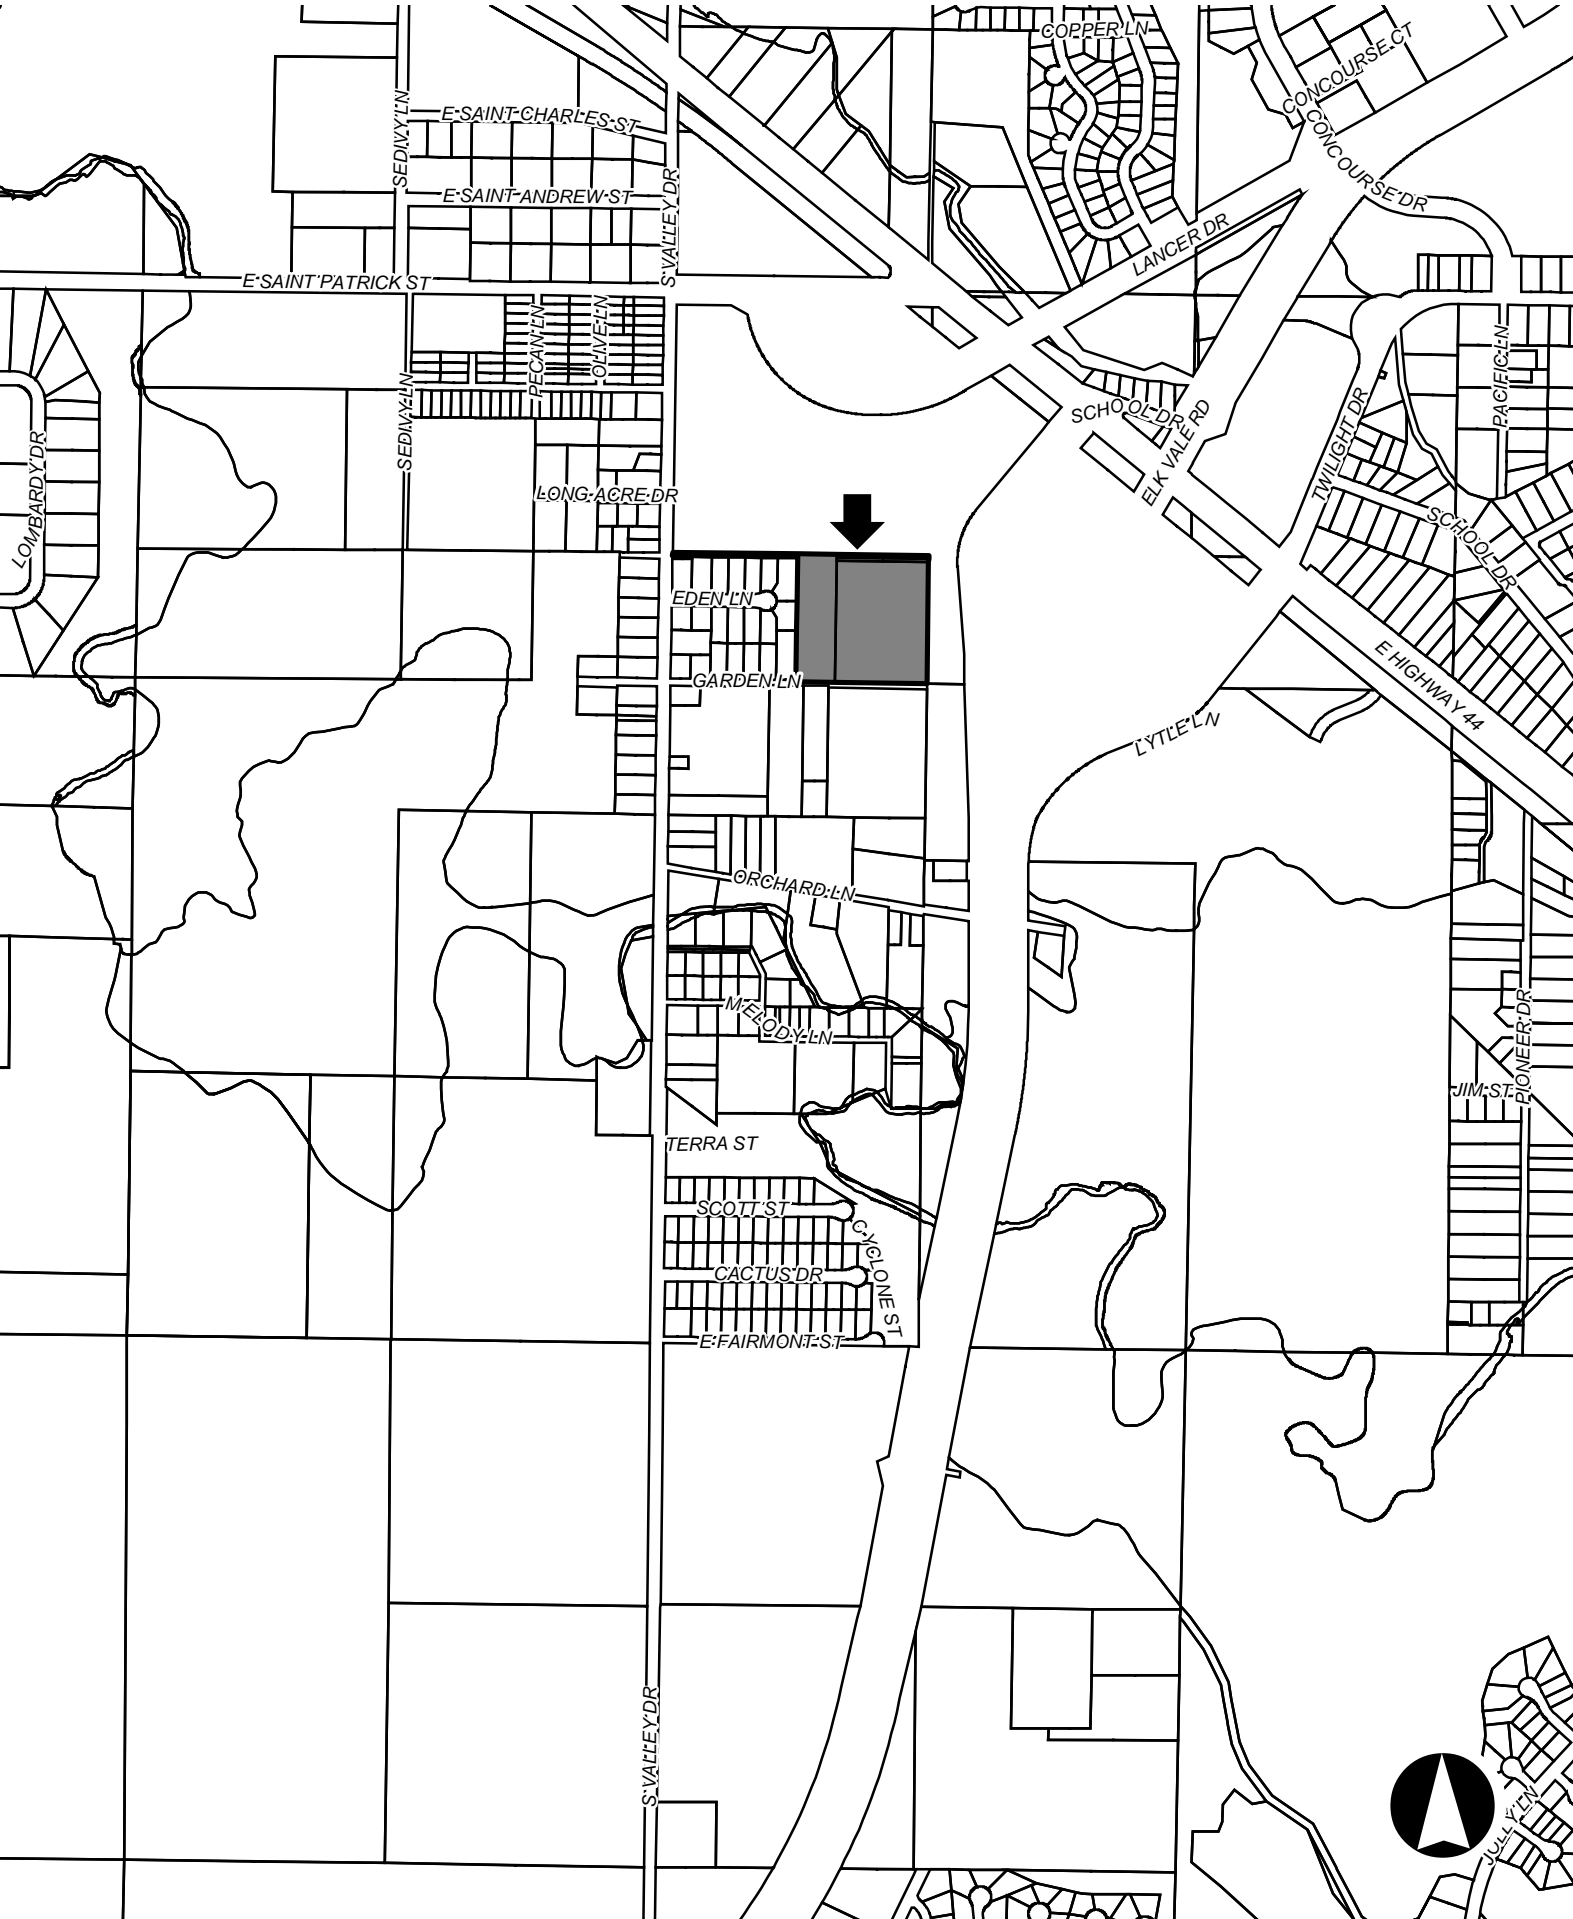 COPPER LN
CONCOURSE CT
CONCOURSE DR
SEDIVY LN
E SAINT CHARLES ST
E SAINT ANDREW ST
S VALLEY DR
LANCER DR
E SAINT PATRICK ST
PECAN LN
OLIVE LN
PACIFIC LN
SEDIVY LN
SCHOOL DR
ELK VALE RD
TWILIGHT DR
LOMBARDY DR
LONG ACRE DR
SCHOOL DR
EDEN LN
GARDEN LN
E HIGHWAY 44
LYTLE LN
ORCHARD LN
MELODY LN
PIONEER DR
JIM ST
TERRA ST
SCOTT ST
CYCLONE ST
CACTUS DR
E FAIRMONT ST
S VALLEY DR
JOLLY LN